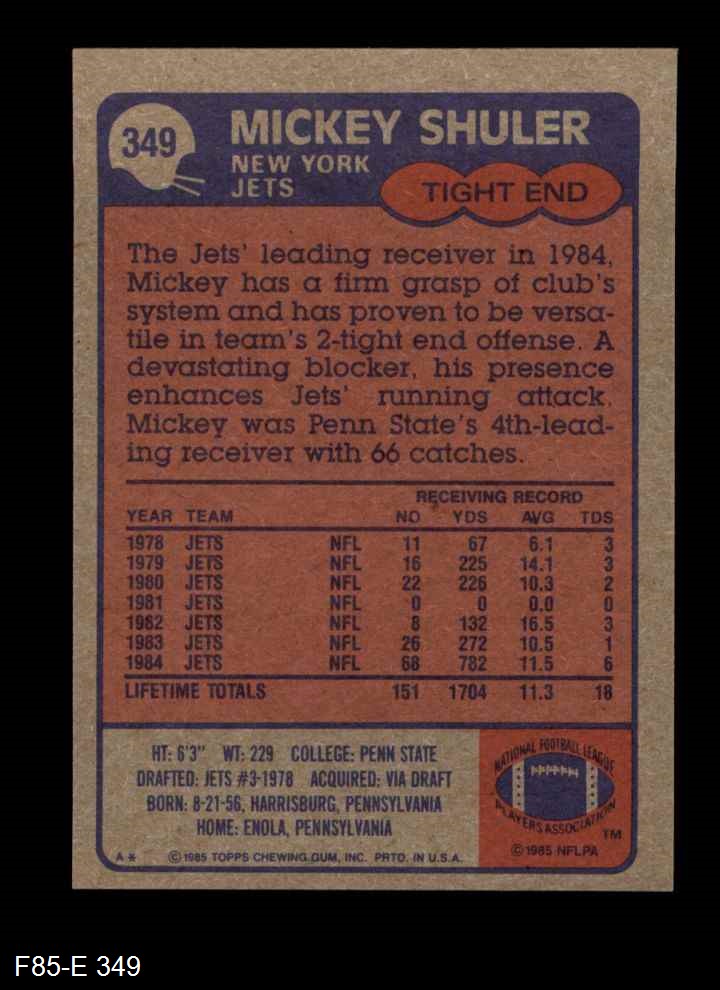 349
MICKEY SHULER
NEW YORK
JETS
TIGHT END
The Jets' leading receiver in 1984,
Mickey has a firm grasp of club's
system and has proven to be versa-
tile in team's 2-tight end offense. A
devastating blocker, his presence
enhances Jets' running attack.
Mickey was Penn State's 4th-lead-
ing receiver with 66 catches.
RECEIVING RECORD
YEAR TEAM NO YDS AVG TDS
1978 JETS NFL 11 67 6.1 3
1979 JETS NFL 16 225 14.1 3
1980 JETS NFL 22 226 10.3 2
1981 JETS NFL 0 0 0.0 0
1982 JETS NFL 8 132 16.5 3
1983 JETS NFL 26 272 10.5 1
1984 JETS NFL 68 782 11.5 6
LIFETIME TOTALS 151 1704 11.3 18
HT: 6'3" WT: 229 COLLEGE: PENN STATE
DRAFTED: JETS #3-1978 ACQUIRED: VIA DRAFT
BORN: 8-21-56, HARRISBURG, PENNSYLVANIA
HOME: ENOLA, PENNSYLVANIA
A* © 1985 TOPPS CHEWING GUM, INC. PRTD. IN U.S.A.
NATIONAL FOOTBALL LEAGUE
PLAYERS ASSOCIATION
TM
© 1985 NFLPA
F85-E 349